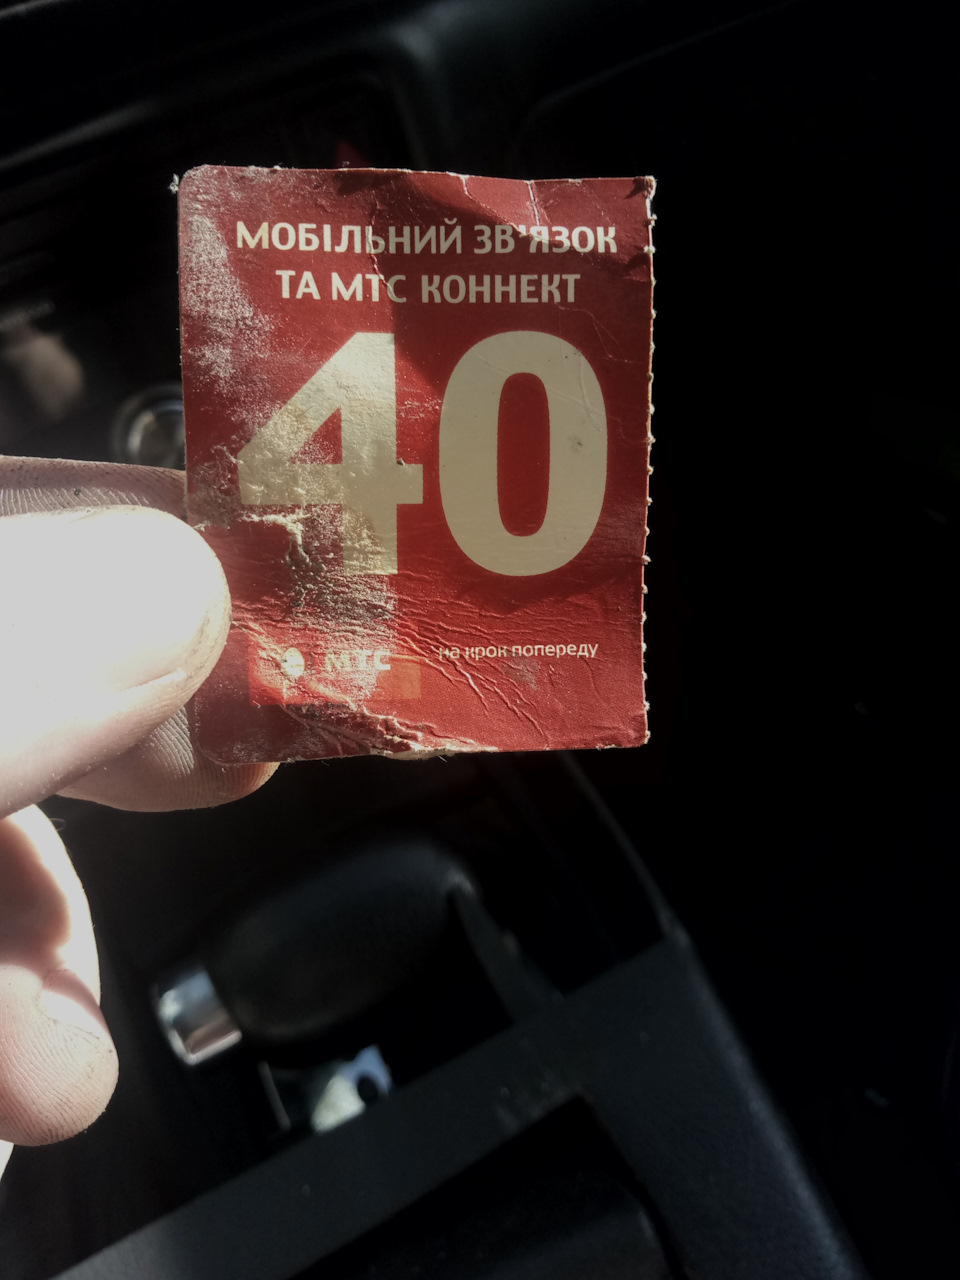 МОБІЛЬНИЙ ЗВ'ЯЗОК
ТА МТС КОННЕКТ
40
МТС
на крок попереду